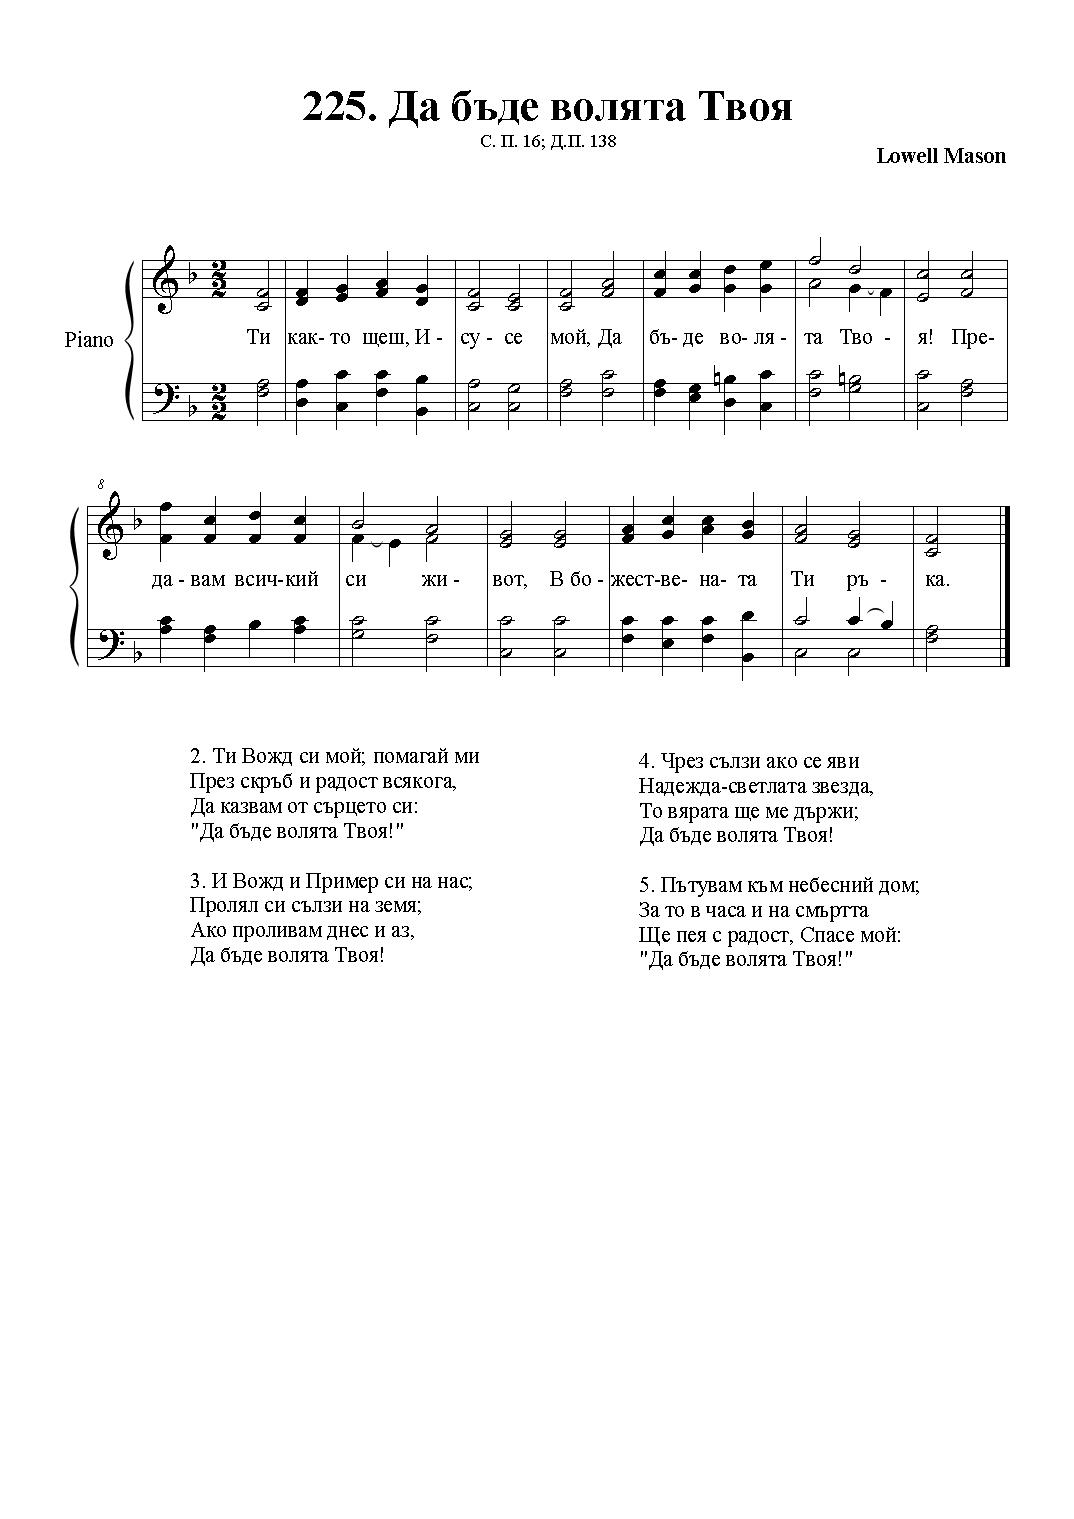 225. Да бъде волята Твоя
С. П. 16; Д.П. 138
Lowell Mason
Piano
Ти как- то щеш, И - су - се мой, Да бъ- де во- ля - та Тво - я! Пре-
8
да - вам всич-кий си жи - вот, В бо - жест-ве- на- та Ти ръ - ка.
2. Ти Вожд си мой; помагай ми
През скръб и радост всякога,
Да казвам от сърцето си:
"Да бъде волята Твоя!"
3. И Вожд и Пример си на нас;
Пролял си сълзи на земя;
Ако проливам днес и аз,
Да бъде волята Твоя!
4. Чрез сълзи ако се яви
Надежда-светлата звезда,
То вярата ще ме държи;
Да бъде волята Твоя!
5. Пътувам към небесний дом;
За то в часа и на смъртта
Ще пея с радост, Спасе мой:
"Да бъде волята Твоя!"